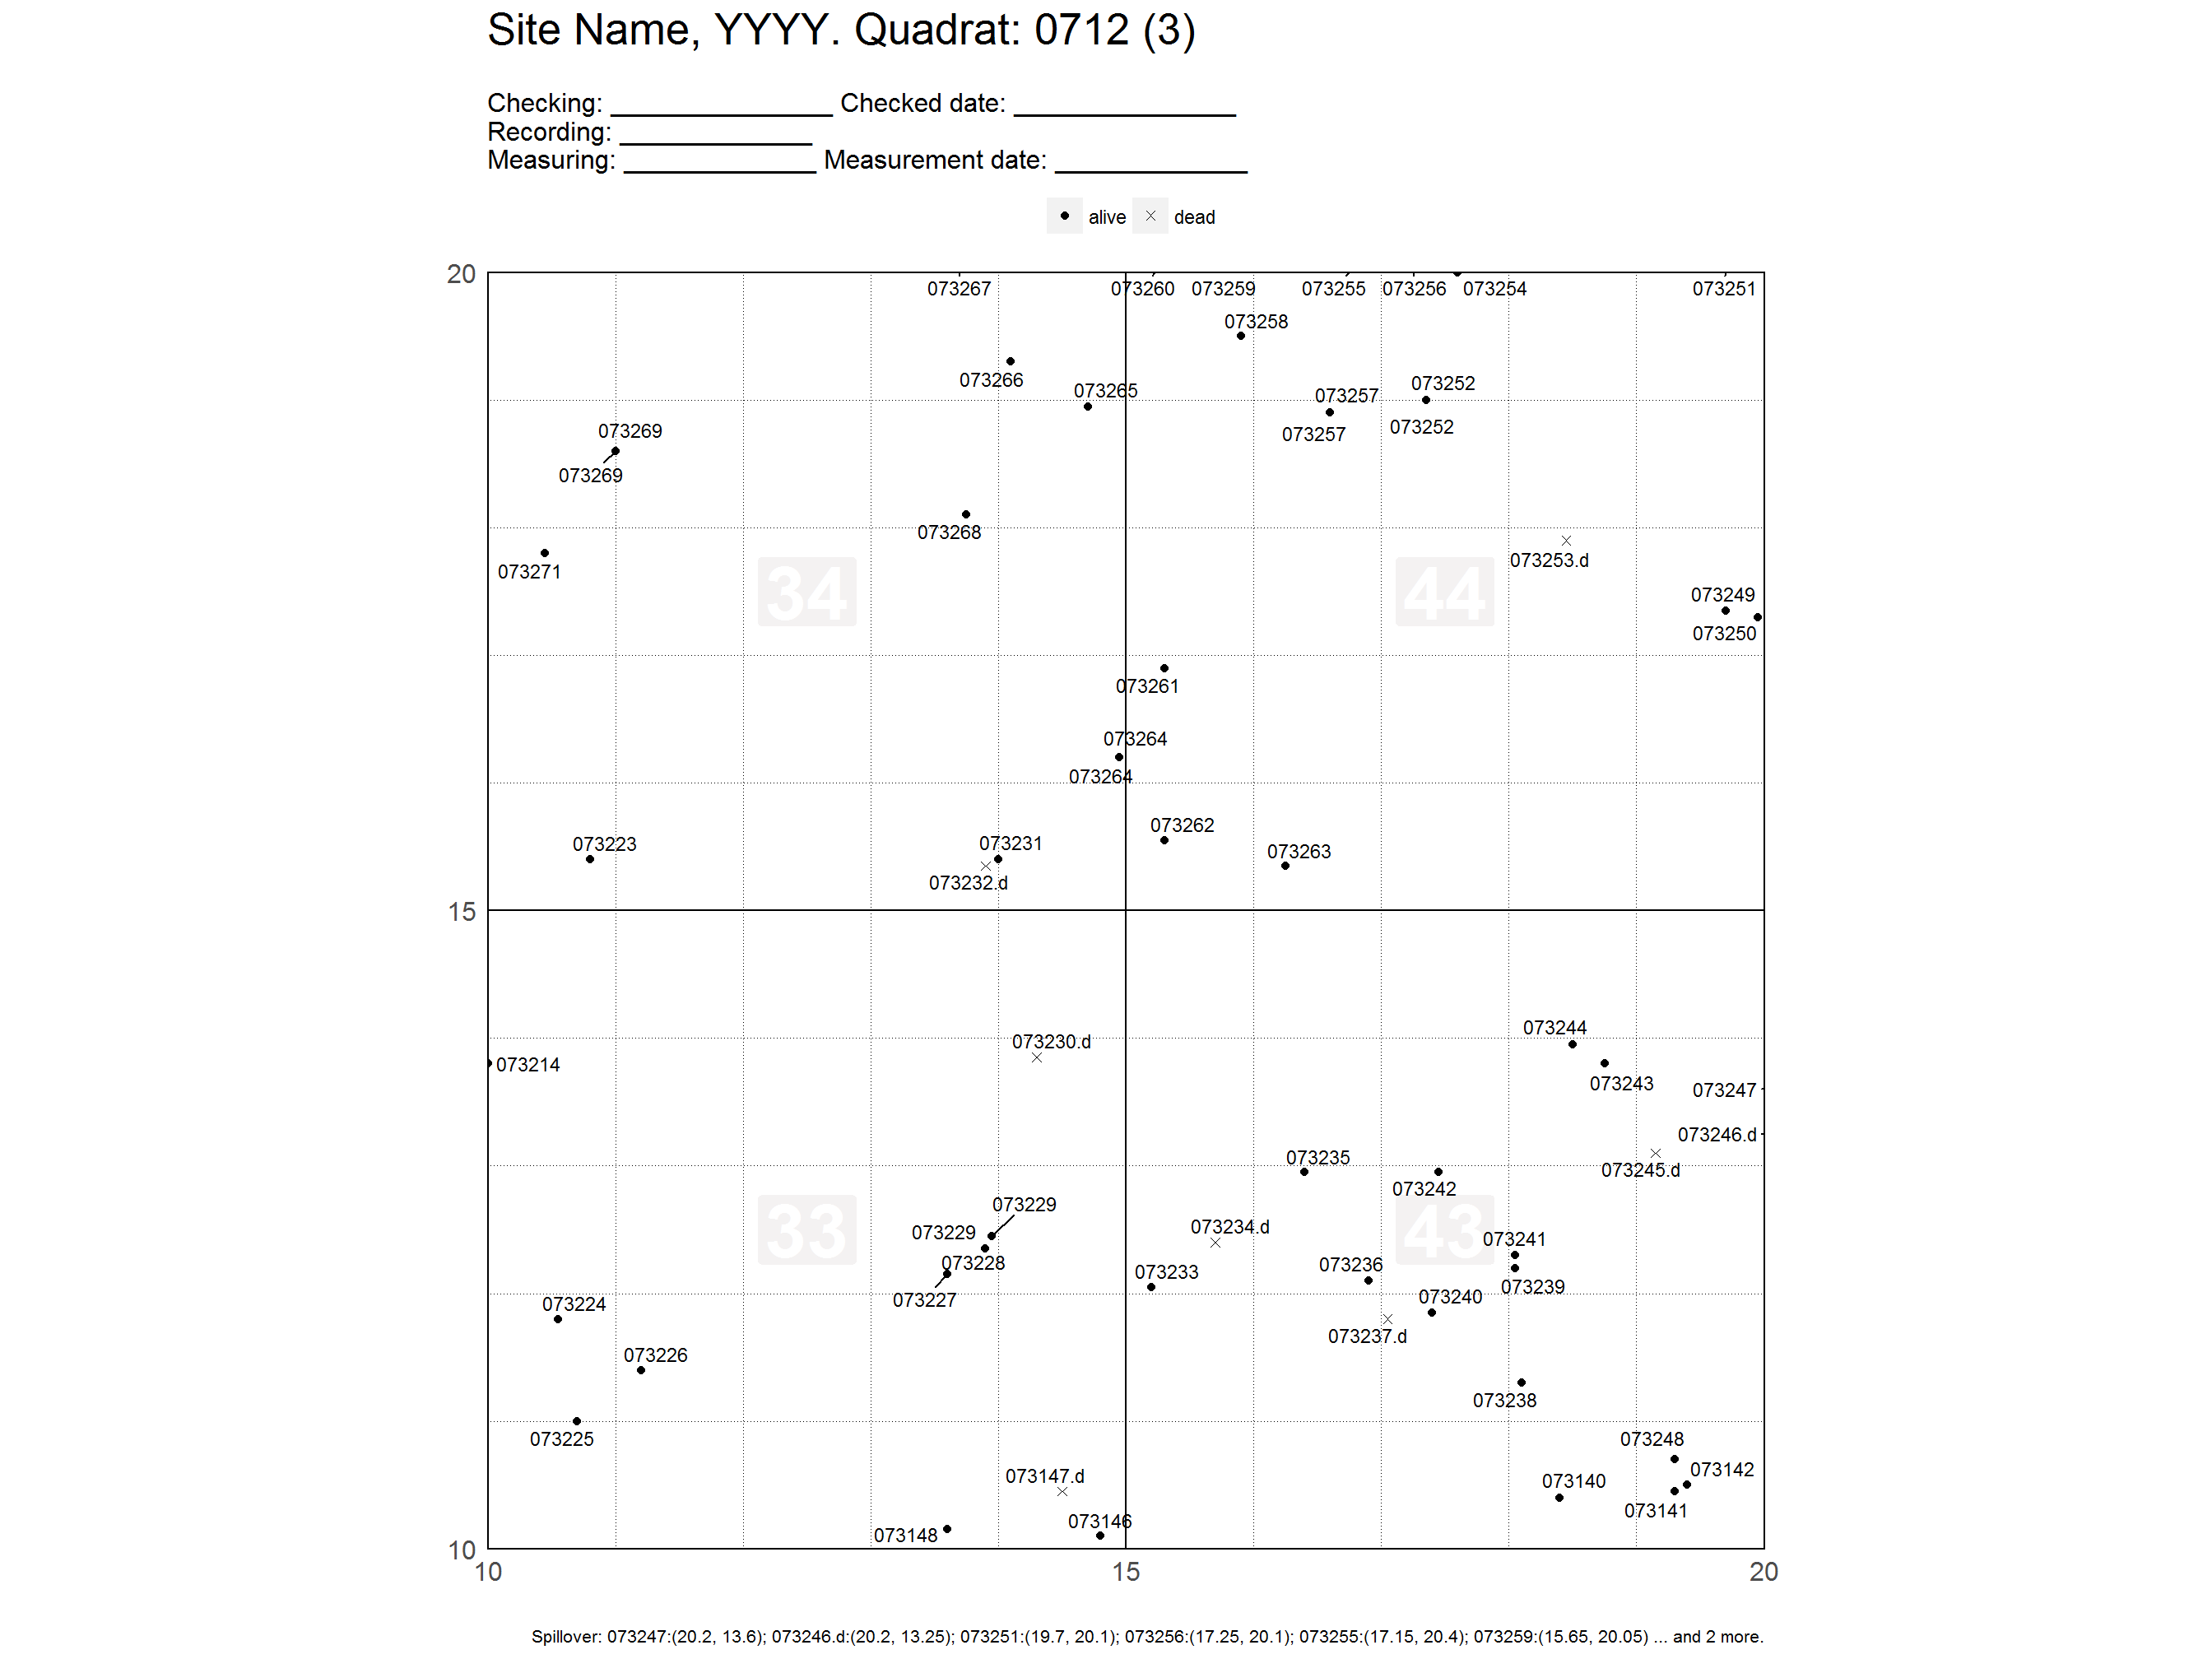 Site Name, YYYY. Quadrat: 0712 (3)
Checking: _______________ Checked date: _______________
Recording: _____________
Measuring: _____________ Measurement date: _____________
alive dead
20
073267 073260 073259 073255 073256 073254 073251
073258
073266
073265 073257 073252
073257 073252
073269
073269
073268
073271
073253.d
34 44
073249
073250
073261
073264
073264
073262
073223 073231 073263
073232.d
15
073244
073230.d
073214
073243
073247
073246.d
073235
073245.d
073242
073229
073229 073234.d
33 43
073241
073228 073233 073236
073239
073227 073240
073224
073237.d
073226
073238
073225 073248
073142
073147.d 073140
073141
073148 073146
10
10 15 20
Spillover: 073247:(20.2, 13.6); 073246.d:(20.2, 13.25); 073251:(19.7, 20.1); 073256:(17.25, 20.1); 073255:(17.15, 20.4); 073259:(15.65, 20.05) ... and 2 more.